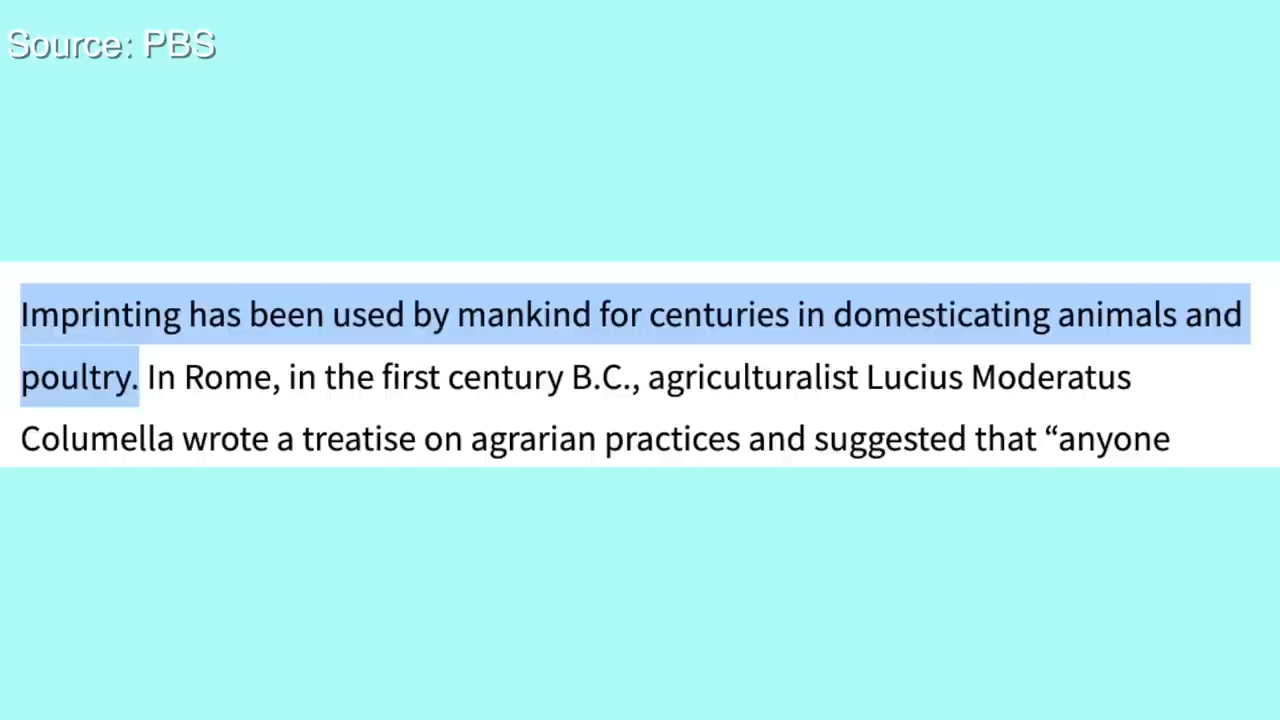 Source: PBS
Imprinting has been used by mankind for centuries in domesticating animals and
poultry. In Rome, in the first century B.C., agriculturalist Lucius Moderatus
Columella wrote a treatise on agrarian practices and suggested that “anyone